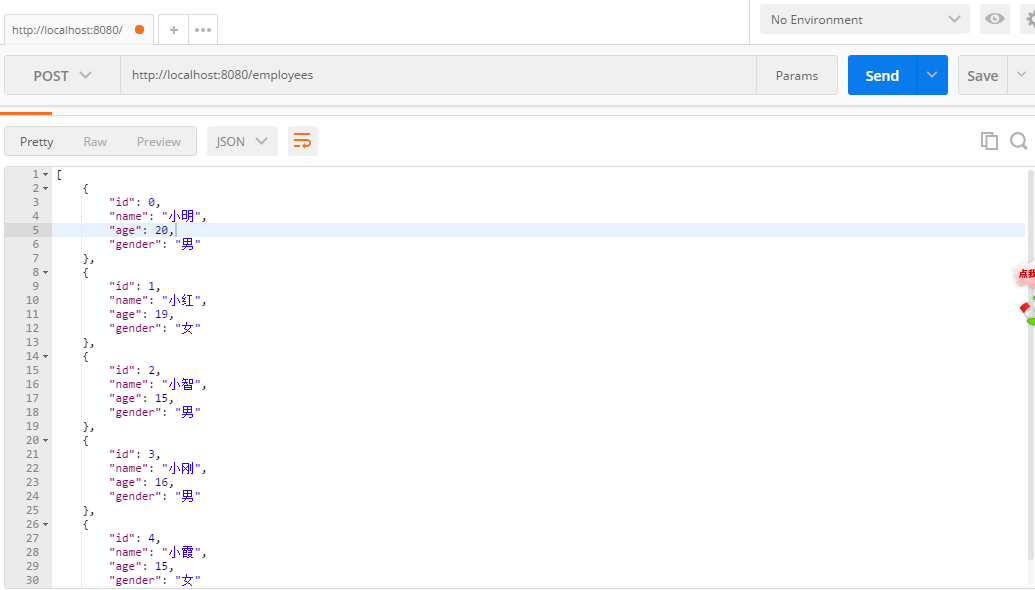 http://localhost:8080/
+
•••
No Environment
POST
http://localhost:8080/employees
Params
Send
Save
Pretty
Raw
Preview
JSON
1 [
2 {
3 "id": 0,
4 "name": "小明",
5 "age": 20,
6 "gender": "男"
7 },
8 {
9 "id": 1,
10 "name": "小红",
11 "age": 19,
12 "gender": "女"
13 },
14 {
15 "id": 2,
16 "name": "小智",
17 "age": 15,
18 "gender": "男"
19 },
20 {
21 "id": 3,
22 "name": "小刚",
23 "age": 16,
24 "gender": "男"
25 },
26 {
27 "id": 4,
28 "name": "小霞",
29 "age": 15,
30 "gender": "女"
点我